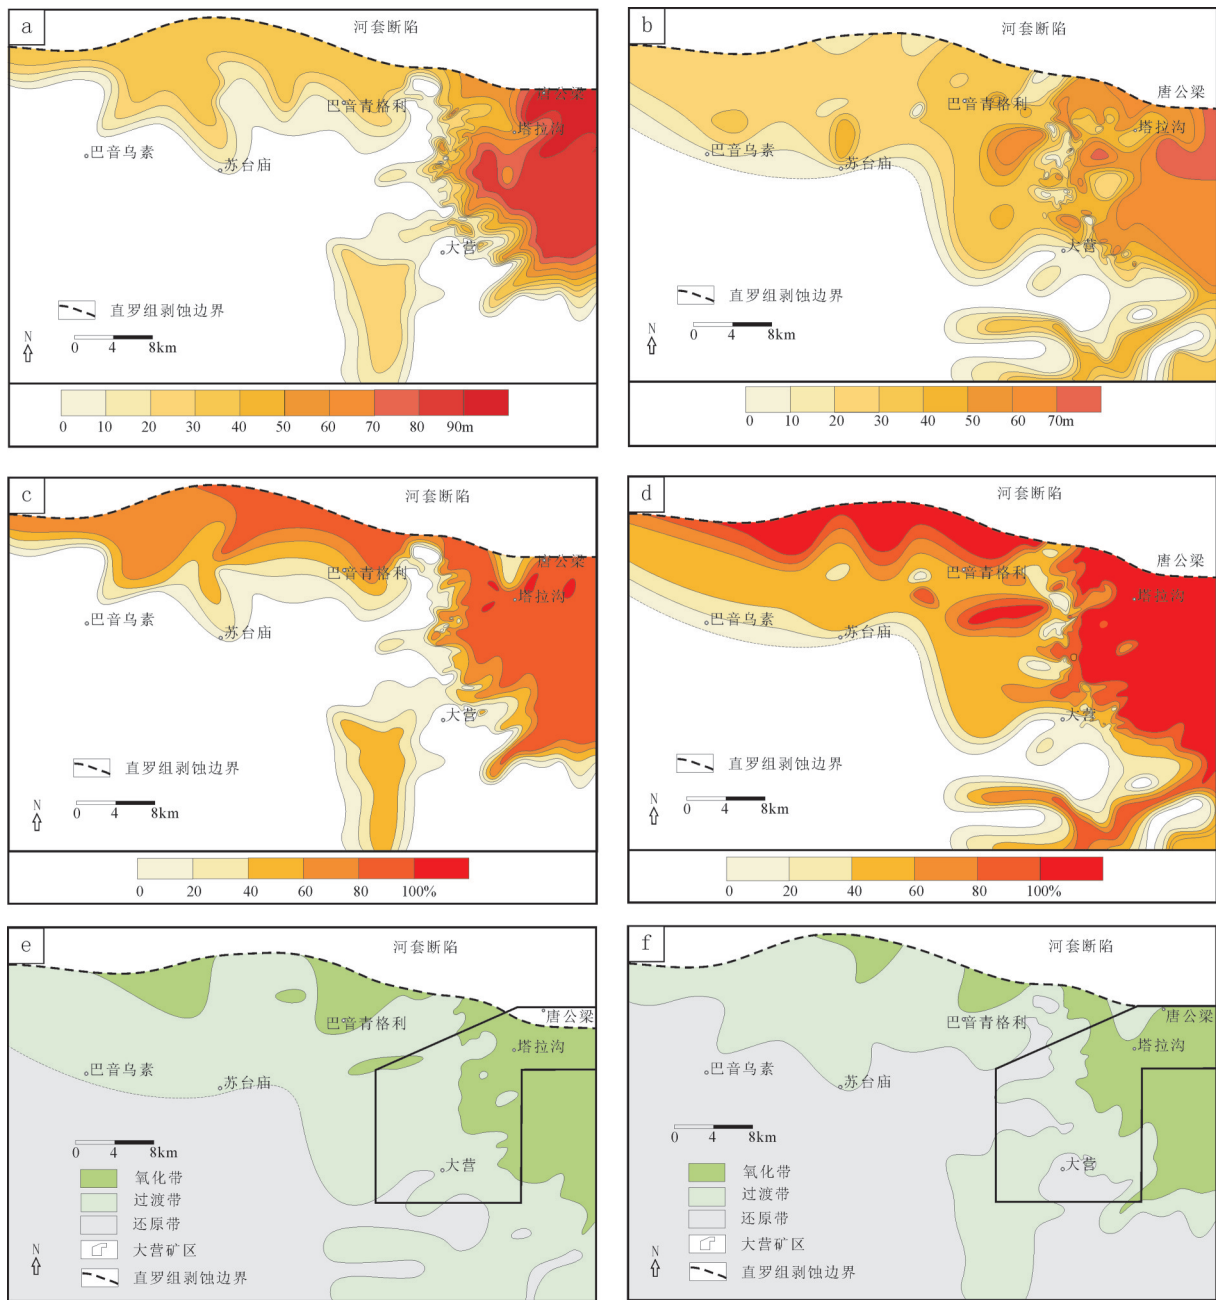 a
河套断陷
唐公梁
巴音青格利
塔拉沟
巴音乌素
苏台庙
大营
直罗组剥蚀边界
N
0 4 8km
0 10 20 30 40 50 60 70 80 90m
b
河套断陷
唐公梁
巴音青格利
塔拉沟
巴音乌素
苏台庙
大营
直罗组剥蚀边界
N
0 4 8km
0 10 20 30 40 50 60 70m
c
河套断陷
唐公梁
巴音青格利
塔拉沟
巴音乌素
苏台庙
大营
直罗组剥蚀边界
N
0 4 8km
0 20 40 60 80 100%
d
河套断陷
唐公梁
巴音青格利
塔拉沟
巴音乌素
苏台庙
大营
直罗组剥蚀边界
N
0 4 8km
0 20 40 60 80 100%
e
河套断陷
唐公梁
巴音青格利
塔拉沟
巴音乌素
苏台庙
0 4 8km
大营
氧化带
过渡带
还原带
大营矿区
N
直罗组剥蚀边界
f
河套断陷
唐公梁
巴音青格利
塔拉沟
巴音乌素
苏台庙
0 4 8km
大营
氧化带
过渡带
还原带
大营矿区
N
直罗组剥蚀边界